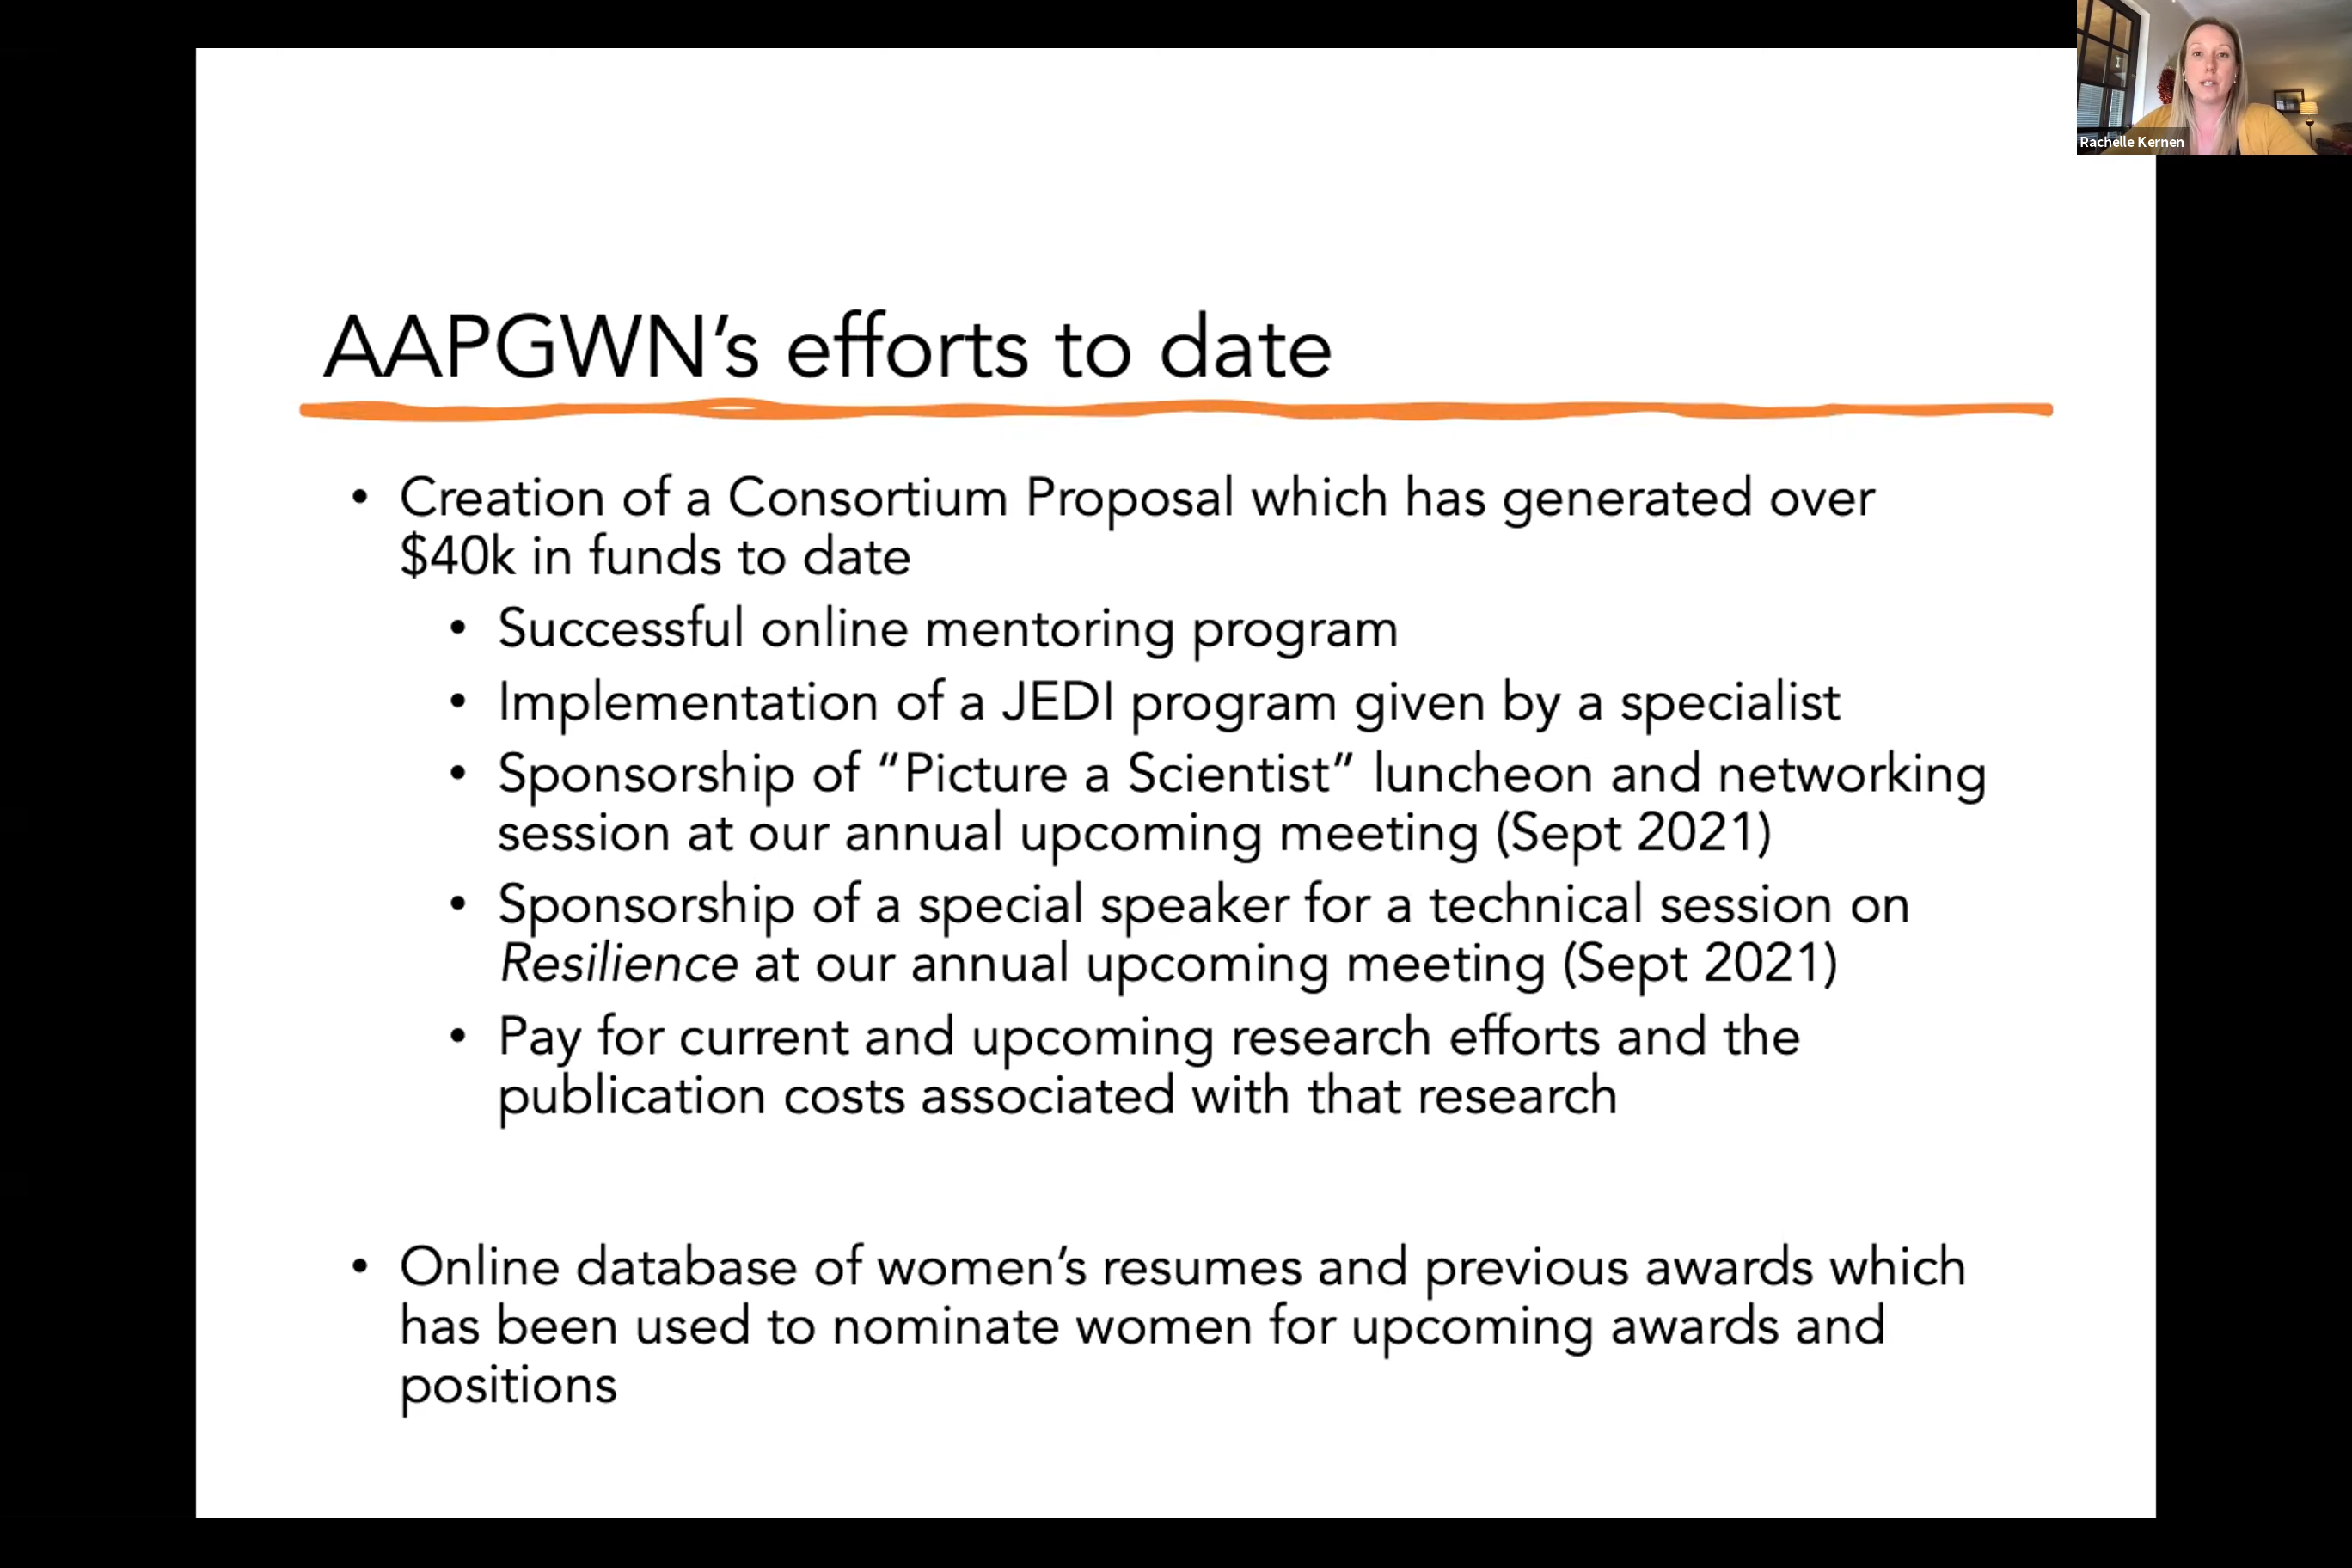 Rachelle Kernen
AAPGWN’s efforts to date
• Creation of a Consortium Proposal which has generated over
$40k in funds to date
• Successful online mentoring program
• Implementation of a JEDI program given by a specialist
• Sponsorship of “Picture a Scientist” luncheon and networking
session at our annual upcoming meeting (Sept 2021)
• Sponsorship of a special speaker for a technical session on
Resilience at our annual upcoming meeting (Sept 2021)
• Pay for current and upcoming research efforts and the
publication costs associated with that research
• Online database of women’s resumes and previous awards which
has been used to nominate women for upcoming awards and
positions